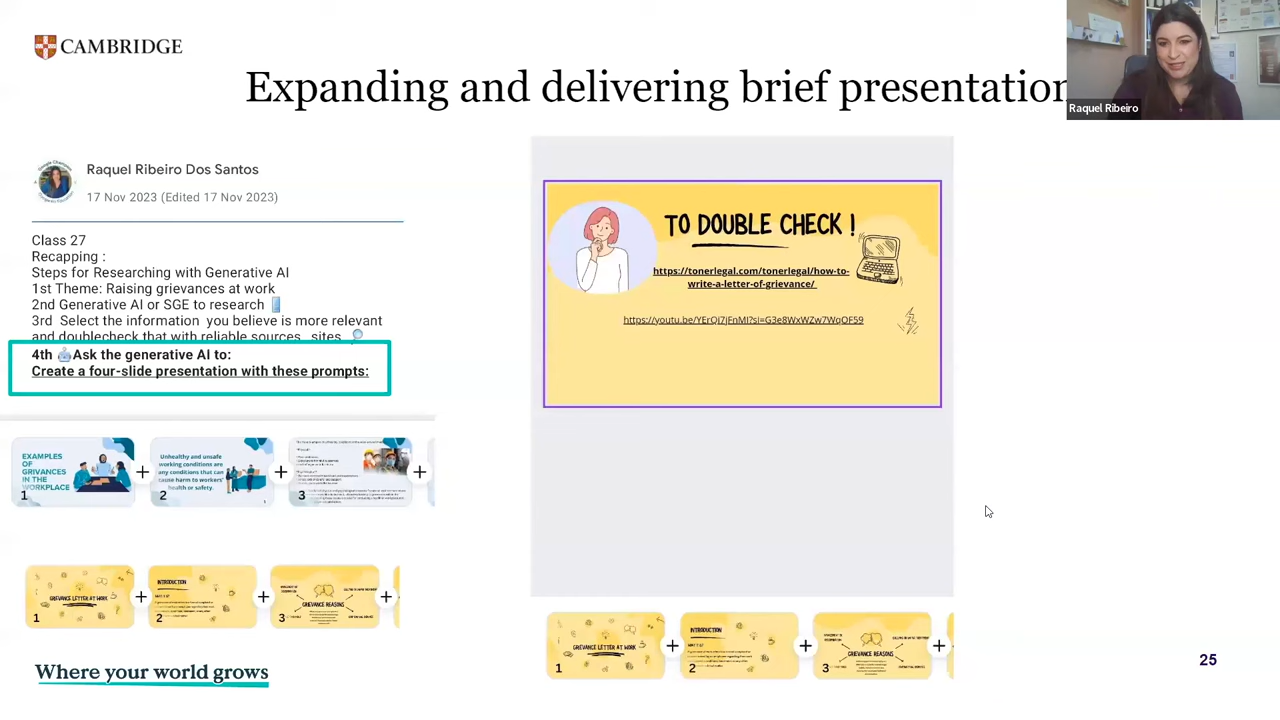 CAMBRIDGE
Expanding and delivering brief presentation
Raquel Ribeiro
Raquel Ribeiro Dos Santos
17 Nov 2023 (Edited 17 Nov 2023)
Class 27
Recapping :
Steps for Researching with Generative AI
1st Theme: Raising grievances at work
2nd Generative AI or SGE to research
3rd Select the information you believe is more relevant
and doublecheck that with reliable sources sites
4th Ask the generative AI to:
Create a four-slide presentation with these prompts:
TO DOUBLE CHECK !
https://tonerlegal.com/tonerlegal/how-to-
write-a-letter-of-grievance/
https://youtu.be/YErQi7jFnMI?si=G3e8WxWZw7WqOF59
EXAMPLES
OF
GRIVANCES
IN THE
WORKPLACE
1
Unhealthy and unsafe
working conditions are
any conditions that can
cause harm to workers'
health or safety.
2
3
GRIEVANCE LETTER AT WORK
1
INTRODUCTION
2
GRIEVANCE REASONS
3
GRIEVANCE LETTER AT WORK
1
INTRODUCTION
2
GRIEVANCE REASONS
3
Where your world grows
25